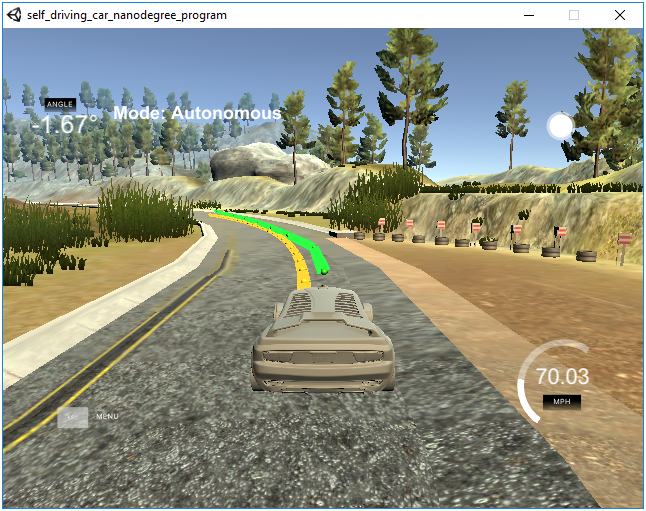 self_driving_car_nanodegree_program
ANGLE
-1.67°
Mode: Autonomous
70.03
MPH
MENU